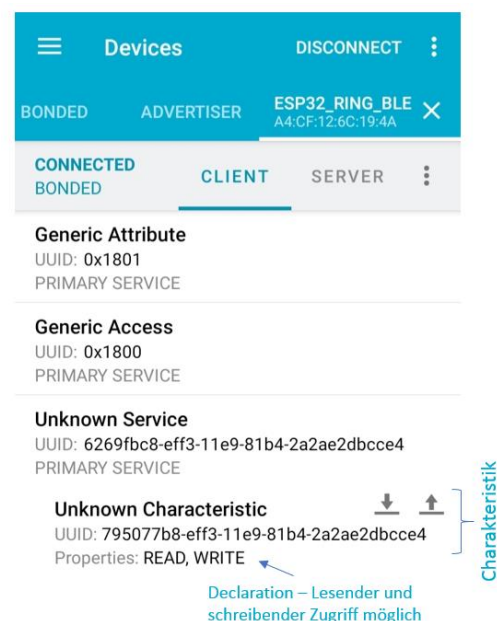 Devices DISCONNECT
BONDED ADVERTISER ESP32_RING_BLE
A4:CF:12:6C:19:4A
CONNECTED
BONDED
CLIENT SERVER
Generic Attribute
UUID: 0x1801
PRIMARY SERVICE
Generic Access
UUID: 0x1800
PRIMARY SERVICE
Unknown Service
UUID: 6269fbc8-eff3-11e9-81b4-2a2ae2dbcce4
PRIMARY SERVICE
Unknown Characteristic
UUID: 795077b8-eff3-11e9-81b4-2a2ae2dbcce4
Properties: READ, WRITE
Charakteristik
Declaration – Lesender und
schreibender Zugriff möglich